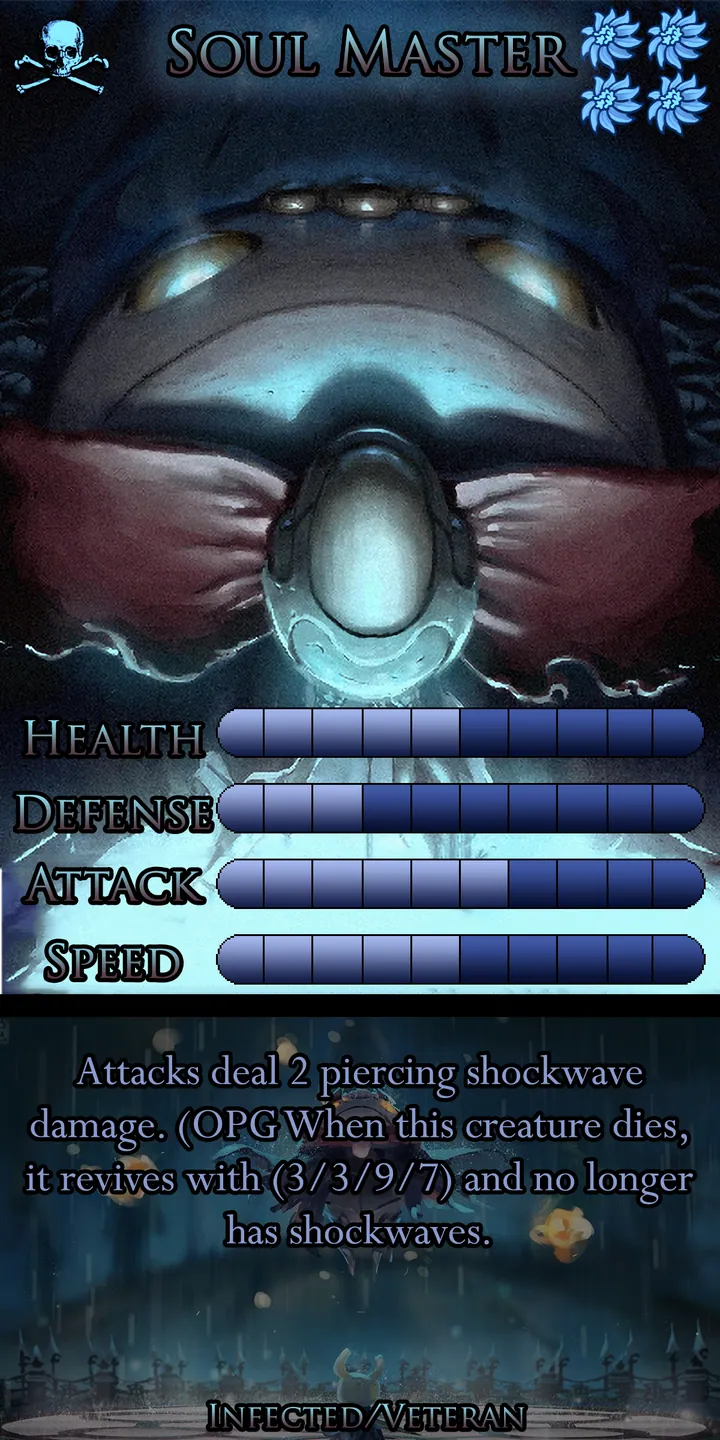 Soul Master
Health
Defense
Attack
Speed
Attacks deal 2 piercing shockwave
damage. (OPG When this creature dies,
it revives with (3/3/9/7) and no longer
has shockwaves.
Infected/Veteran